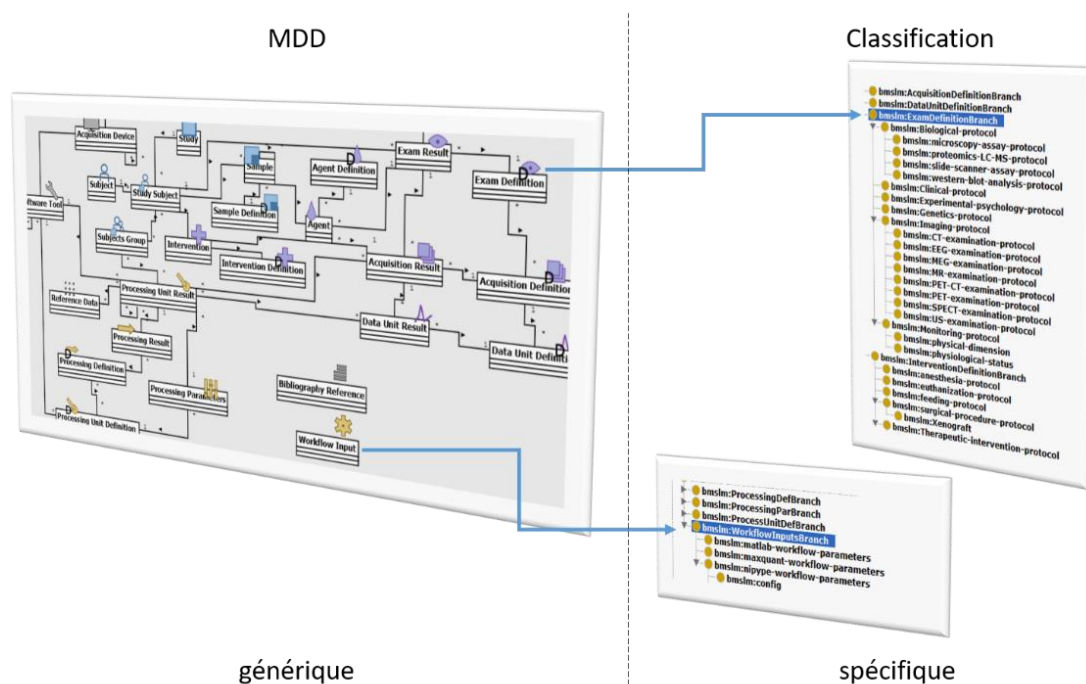 MDD
Acquisition Device
Study
Exam Result
Agent Definition
Sample
Exam Definition
Subject
Study Subject
Sample Definition
Agent
Subjects Group
Intervention
Intervention Definition
Acquisition Result
Acquisition Definition
Processing Unit Result
Reference Data
Data Unit Result
Processing Result
Data Unit Definit
Processing Definition
Processing Parameters
Bibliography Reference
Processing Unit Definition
Workflow Input
générique
Classification
bmslm:AcquisitionDefinitionBranch
bmslm:DataUnitDefinitionBranch
bmslm:ExamDefinitionBranch
bmslm:Biological-protocol
bmslm:microscopy-assay-protocol
bmslm:proteomics-LC-MS-protocol
bmslm:slide-scanner-assay-protocol
bmslm:western-blot-analysis-protocol
bmslm:Clinical-protocol
bmslm:Experimental-psychology-protocol
bmslm:Genetics-protocol
bmslm:Imaging-protocol
bmslm:CT-examination-protocol
bmslm:EEG-examination-protocol
bmslm:MEG-examination-protocol
bmslm:MR-examination-protocol
bmslm:PET-CT-examination-protocol
bmslm:PET-examination-protocol
bmslm:SPECT-examination-protocol
bmslm:US-examination-protocol
bmslm:Monitoring-protocol
bmslm:physical-dimension
bmslm:physiological-status
bmslm:InterventionDefinitionBranch
bmslm:anesthesia-protocol
bmslm:euthanization-protocol
bmslm:feeding-protocol
bmslm:surgical-procedure-protocol
bmslm:Xenograft
bmslm:Therapeutic-intervention-protocol
bmslm:ProcessingDefBranch
bmslm:ProcessingParBranch
bmslm:ProcessUnitDefBranch
bmslm:WorkflowInputsBranch
bmslm:matlab-workflow-parameters
bmslm:maxquant-workflow-parameters
bmslm:nipype-workflow-parameters
bmslm:config
spécifique